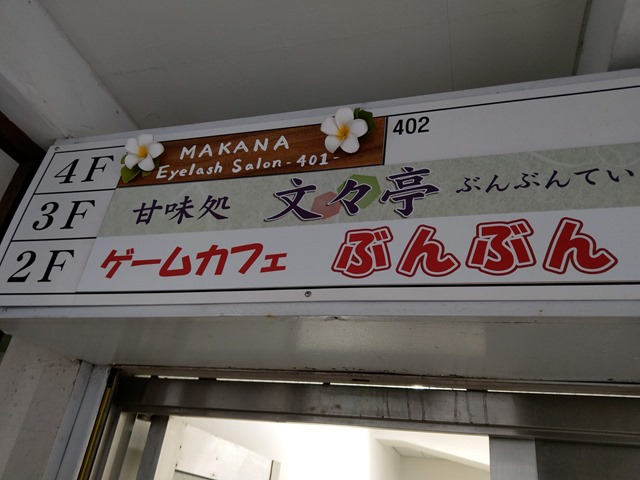 4F
MAKANA
Eyelash Salon -401-
402
3F 甘味処 文々亭 ぶんぶんてい
2F ゲームカフェ ぶんぶん